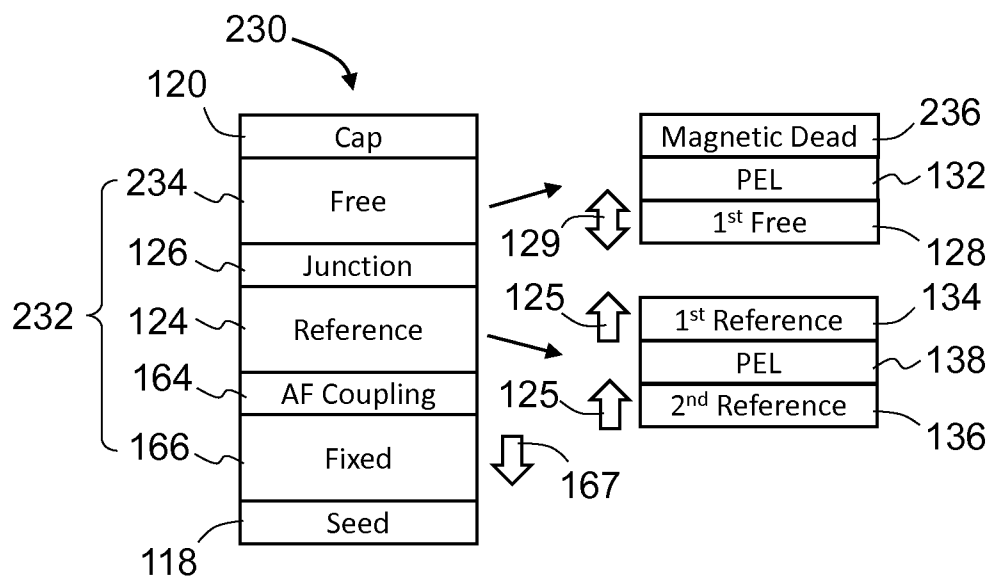 230
120
Cap
Magnetic Dead
236
234
Free
PEL
132
129
1st Free
128
126
Junction
232
124
Reference
125
1st Reference
134
PEL
138
164
AF Coupling
125
2nd Reference
136
166
Fixed
167
118
Seed